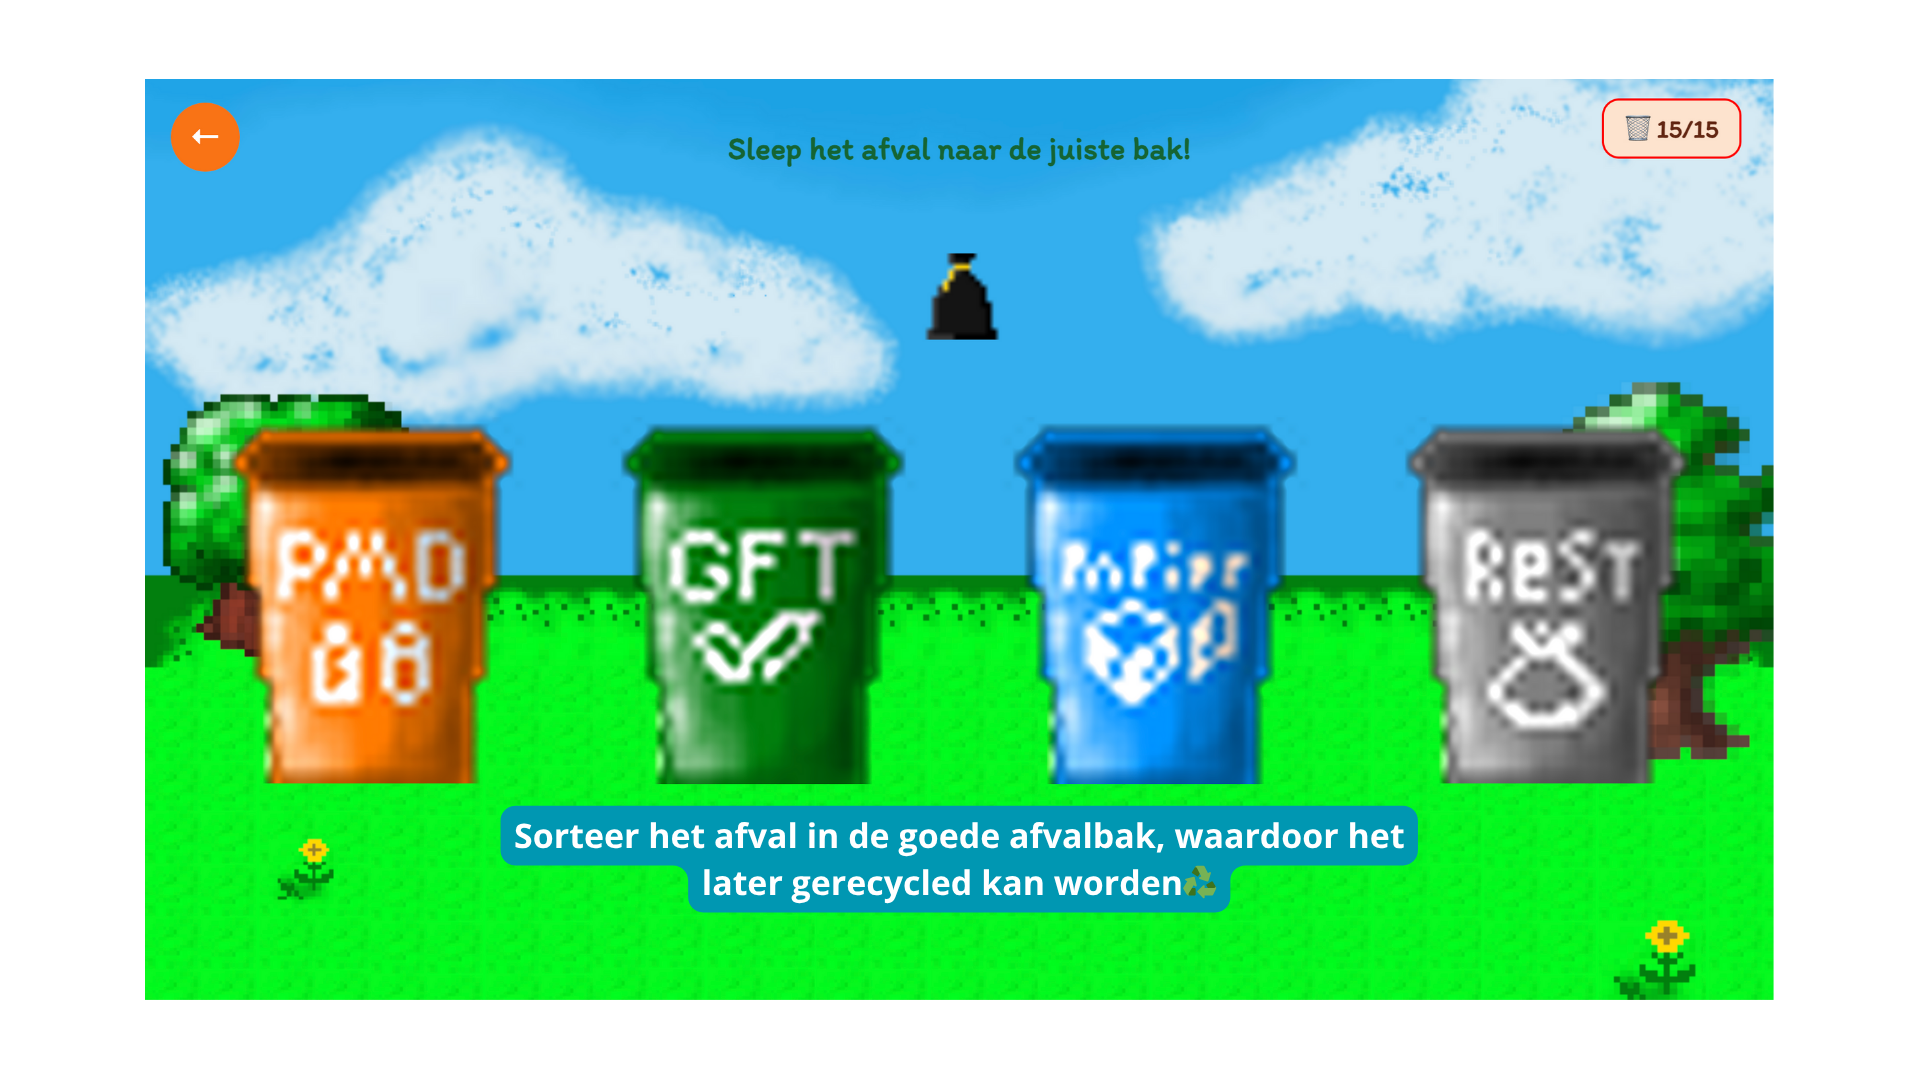 ←
Sleep het afval naar de juiste bak!
15/15
PMD
GFT
PAPier
ReST
Sorteer het afval in de goede afvalbak, waardoor het
later gerecycled kan worden♻️